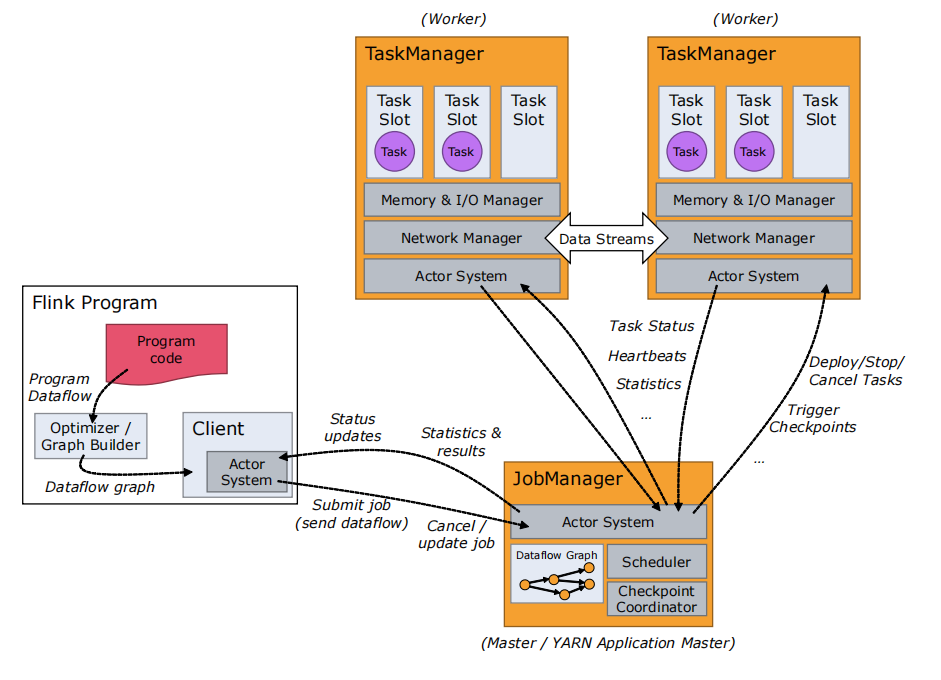 (Worker)
(Worker)
TaskManager
Task
Slot
Task
Slot
Task
Slot
Task
Task
Memory & I/O Manager
Network Manager
Actor System
TaskManager
Task
Slot
Task
Slot
Task
Slot
Task
Task
Memory & I/O Manager
Network Manager
Actor System
Data Streams
Flink Program
Program
code
Program
Dataflow
Optimizer /
Graph Builder
Dataflow graph
Client
Actor
System
Status
updates
Statistics &
results
Submit job
(send dataflow)
Cancel /
update job
Task Status
Heartbeats
Statistics
...
Deploy/Stop/
Cancel Tasks
Trigger
Checkpoints
...
JobManager
Actor System
Dataflow Graph
Scheduler
Checkpoint
Coordinator
(Master / YARN Application Master)